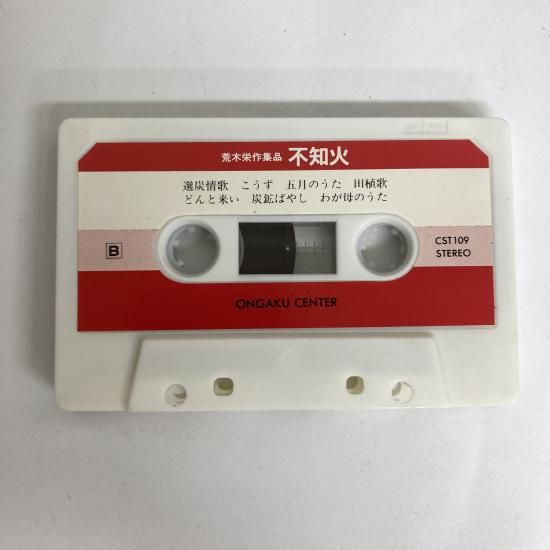 荒木栄作集品 不知火
選炭情歌 こうず 五月のうた 田植歌
どんと来い 炭鉱ばやし わが母のうた
B
CST109
STEREO
ONGAKU CENTER